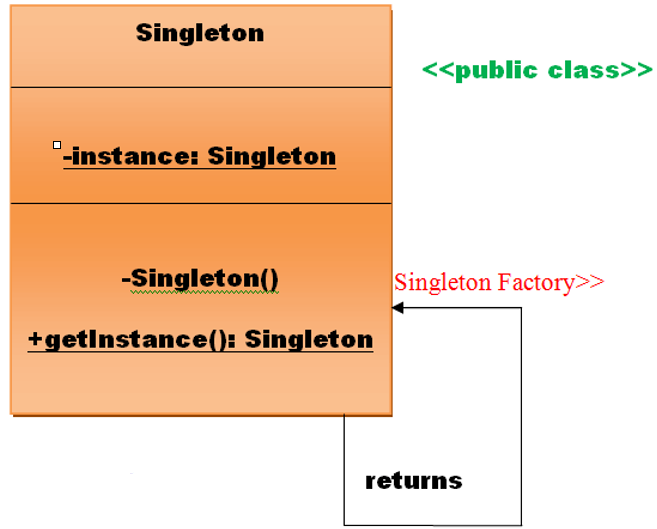 Singleton
<<public class>>
-instance: Singleton
-Singleton()
Singleton Factory>>
+getInstance(): Singleton
returns